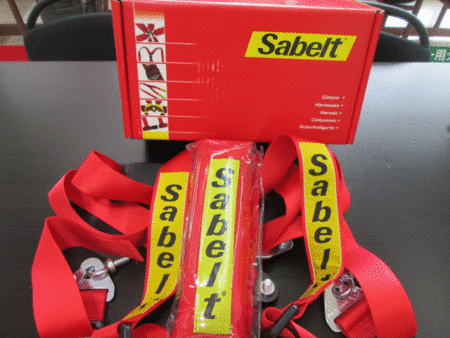 Sabelt®
Cinture
Harnesses
Harnais
Cinturones
Sicherheitsgurte
Sabelt
Sabelt®
Sabelt